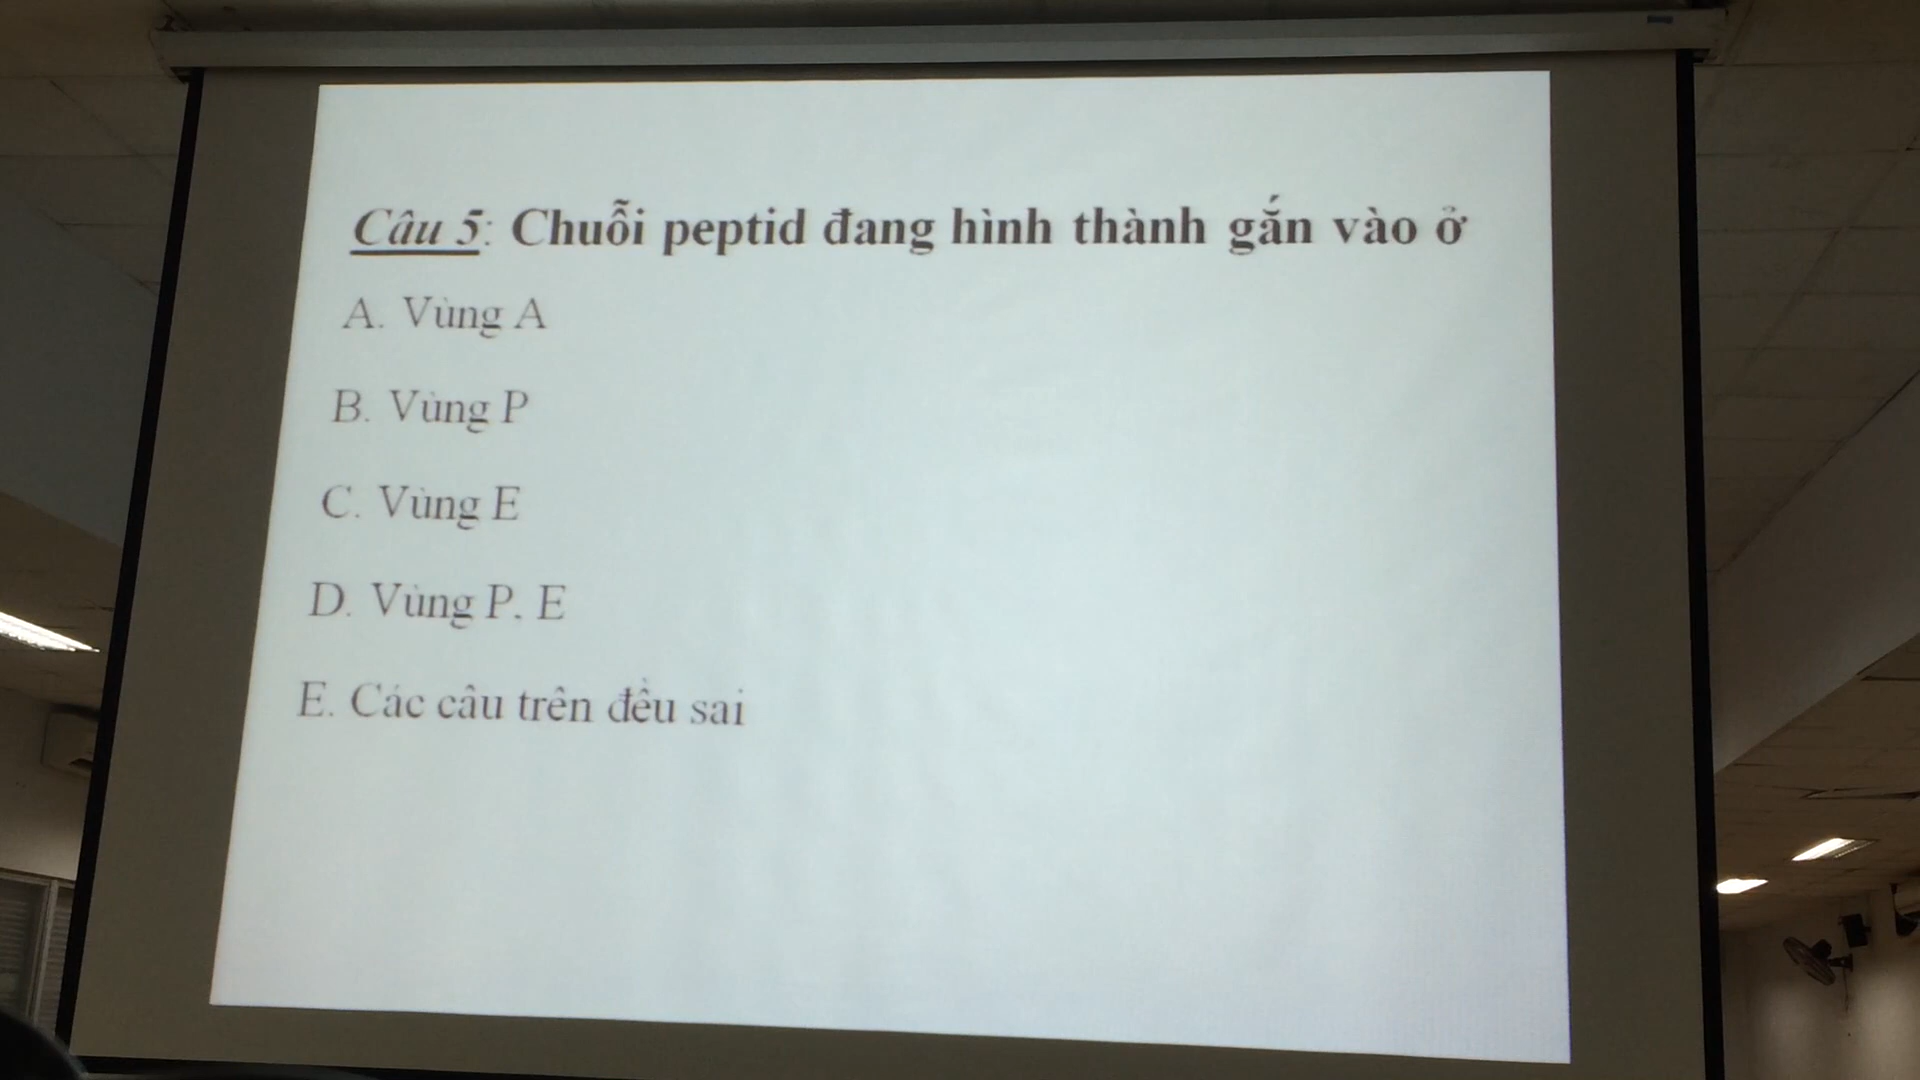 Câu 5: Chuỗi peptid đang hình thành gắn vào ở
A. Vùng A
B. Vùng P
C. Vùng E
D. Vùng P. E
E. Các câu trên đều sai